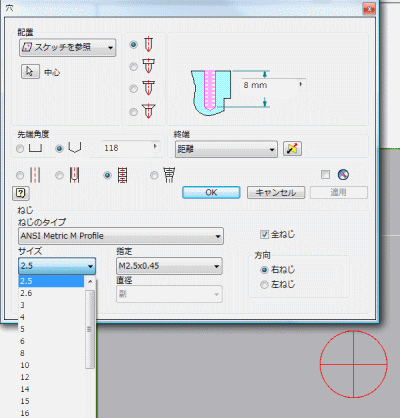 穴
配置
スケッチを参照
中心
8 mm
先端角度
118
終端
距離
OK
キャンセル
適用
ねじ
ねじのタイプ
ANSI Metric M Profile
全ねじ
サイズ
指定
2.5
M2.5x0.45
方向
右ねじ
左ねじ
直径
副
2.5
2.6
3
4
5
6
8
10
12
14
15
16